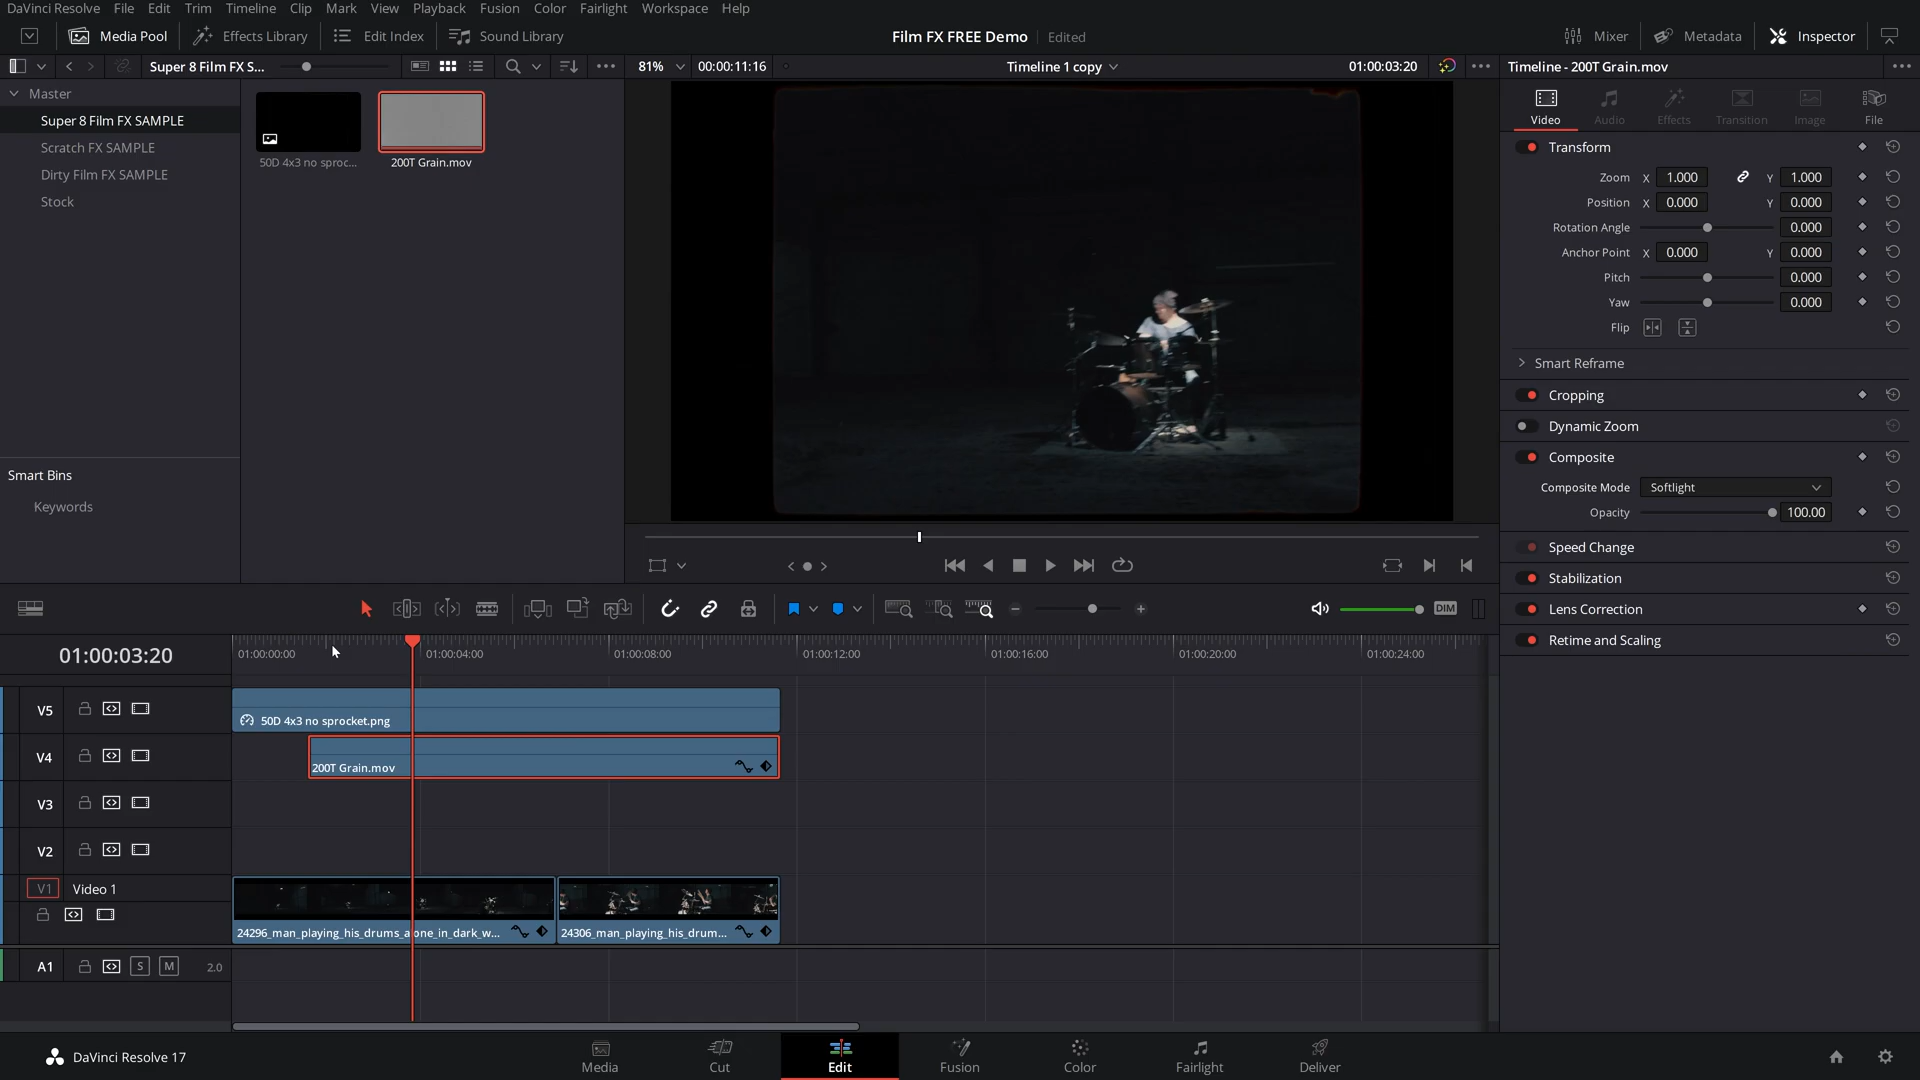 DaVinci Resolve File Edit Trim Timeline Clip Mark View Playback Fusion Color Fairlight Workspace Help
Media Pool Effects Library Edit Index Sound Library Film FX FREE Demo Edited Mixer Metadata Inspector
Super 8 Film FX S... 81% 00:00:11:16 Timeline 1 copy 01:00:03:20 Timeline - 200T Grain.mov
Master
Super 8 Film FX SAMPLE
Scratch FX SAMPLE
Dirty Film FX SAMPLE
Stock
Smart Bins
Keywords
50D 4x3 no sproc... 200T Grain.mov
Video Audio Effects Transition Image File
Transform
Zoom X 1.000 Y 1.000
Position X 0.000 Y 0.000
Rotation Angle 0.000
Anchor Point X 0.000 Y 0.000
Pitch 0.000
Yaw 0.000
Flip
Smart Reframe
Cropping
Dynamic Zoom
Composite
Composite Mode Softlight
Opacity 100.00
Speed Change
Stabilization
Lens Correction
Retime and Scaling
DIM
01:00:03:20 01:00:00:00 01:00:04:00 01:00:08:00 01:00:12:00 01:00:16:00 01:00:20:00 01:00:24:00
V5 50D 4x3 no sprocket.png
V4 200T Grain.mov
V3
V2
V1 Video 1
24296_man_playing_his_drums_alone_in_dark_w... 24306_man_playing_his_drum...
A1 S M 2.0
DaVinci Resolve 17 Media Cut Edit Fusion Color Fairlight Deliver